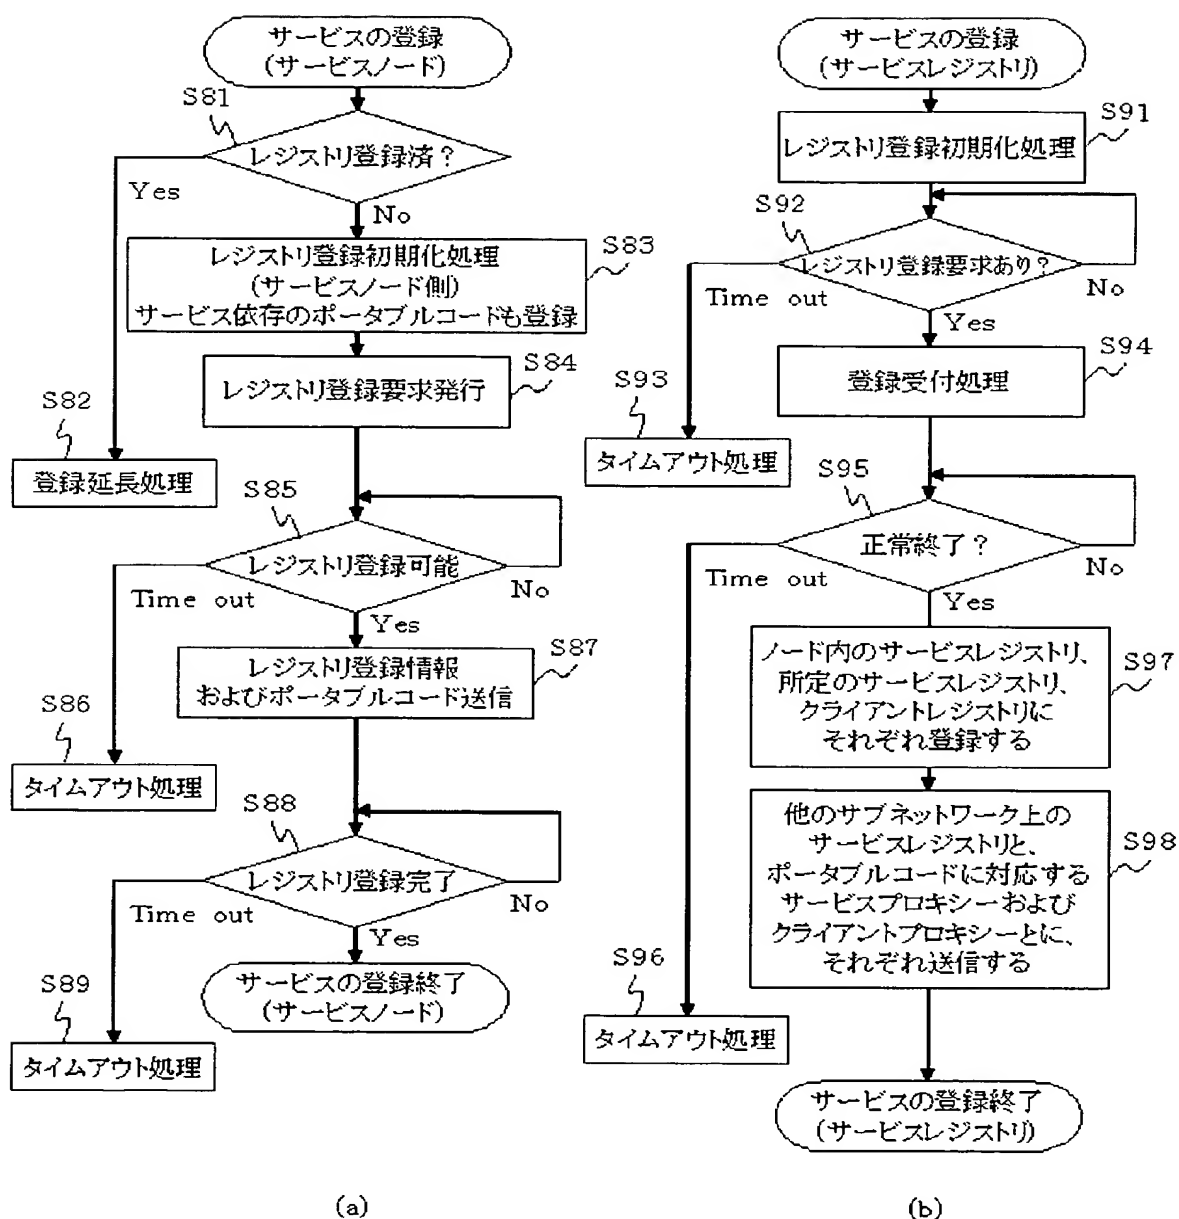 サービスの登録
(サービスノード)
S81
レジストリ登録済？
Yes
No
レジストリ登録初期化処理
(サービスノード側)
サービス依存のポータブルコードも登録
S83
レジストリ登録要求発行
S84
S82
登録延長処理
S85
レジストリ登録可能
Time out
No
Yes
レジストリ登録情報
およびポータブルコード送信
S87
S86
タイムアウト処理
S88
レジストリ登録完了
Time out
No
Yes
サービスの登録終了
(サービスノード)
S89
タイムアウト処理
(a)
サービスの登録
(サービスレジストリ)
S91
レジストリ登録初期化処理
S92
レジストリ登録要求あり？
Time out
No
Yes
S94
登録受付処理
S93
タイムアウト処理
S95
正常終了？
Time out
No
Yes
ノード内のサービスレジストリ、
所定のサービスレジストリ、
クライアントレジストリに
それぞれ登録する
S97
他のサブネットワーク上の
サービスレジストリと、
ポータブルコードに対応する
サービスプロキシーおよび
クライアントプロキシーとに、
それぞれ送信する
S98
S96
タイムアウト処理
サービスの登録終了
(サービスレジストリ)
(b)